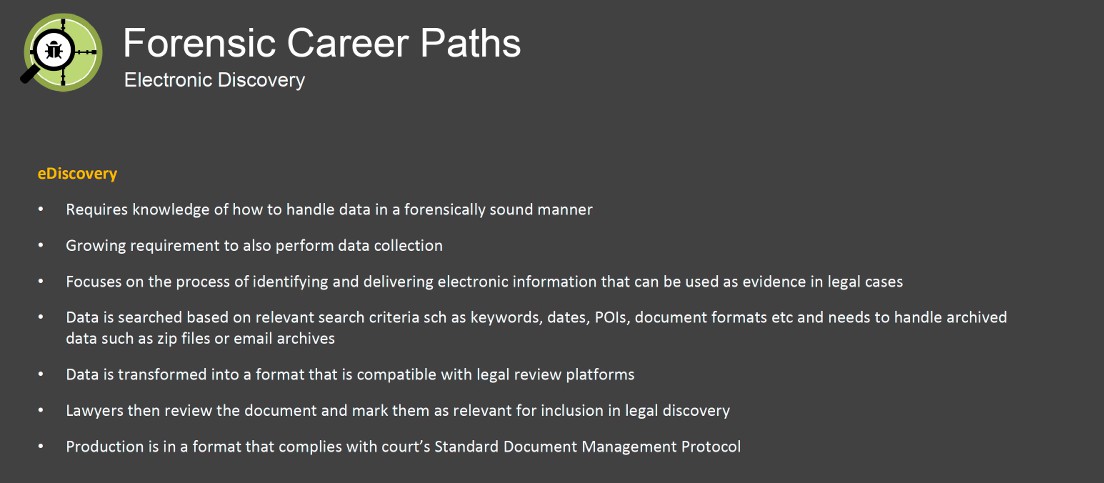 Forensic Career Paths
Electronic Discovery
eDiscovery
• Requires knowledge of how to handle data in a forensically sound manner
• Growing requirement to also perform data collection
• Focuses on the process of identifying and delivering electronic information that can be used as evidence in legal cases
• Data is searched based on relevant search criteria sch as keywords, dates, POIs, document formats etc and needs to handle archived
data such as zip files or email archives
• Data is transformed into a format that is compatible with legal review platforms
• Lawyers then review the document and mark them as relevant for inclusion in legal discovery
• Production is in a format that complies with court’s Standard Document Management Protocol